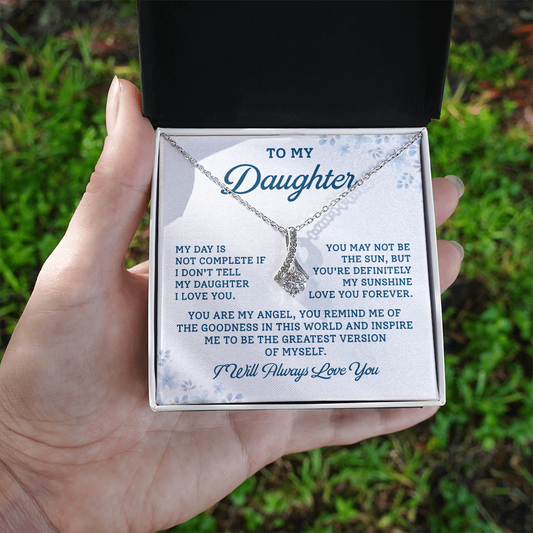 TO MY
Daughter
MY DAY IS
NOT COMPLETE IF
I DON'T TELL
MY DAUGHTER
I LOVE YOU.
YOU MAY NOT BE
THE SUN, BUT
YOU'RE DEFINITELY
MY SUNSHINE
LOVE YOU FOREVER.
YOU ARE MY ANGEL, YOU REMIND ME OF
THE GOODNESS IN THIS WORLD AND INSPIRE
ME TO BE THE GREATEST VERSION
OF MYSELF.
I Will Always Love You